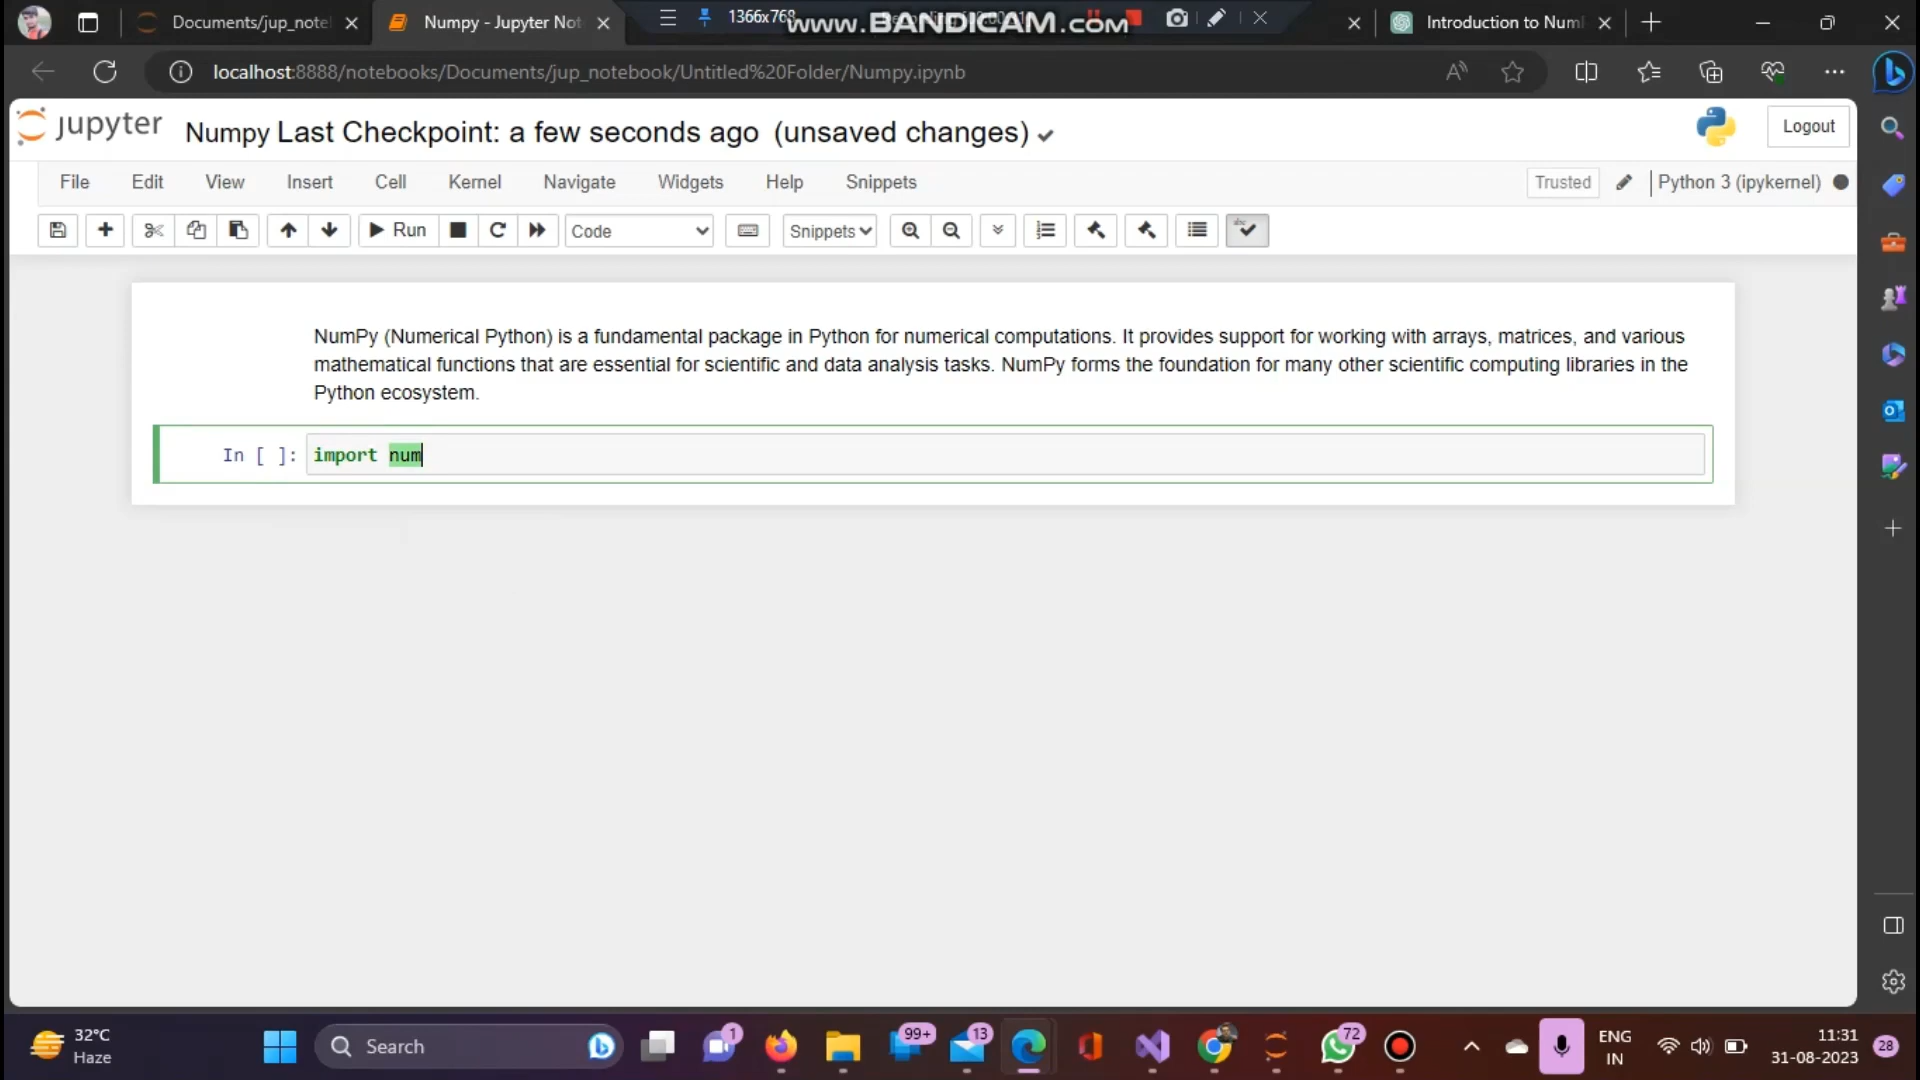 Documents/jup_note
Numpy - Jupyter Not
1366x768
www.BANDICAM.com
Introduction to Num
localhost:8888/notebooks/Documents/jup_notebook/Untitled%20Folder/Numpy.ipynb
jupyter
Numpy Last Checkpoint: a few seconds ago (unsaved changes)
Logout
File Edit View Insert Cell Kernel Navigate Widgets Help Snippets
Trusted
Python 3 (ipykernel)
Run
Code
Snippets
abc
NumPy (Numerical Python) is a fundamental package in Python for numerical computations. It provides support for working with arrays, matrices, and various
mathematical functions that are essential for scientific and data analysis tasks. NumPy forms the foundation for many other scientific computing libraries in the
Python ecosystem.
In [ ]: import num
32°C
Haze
Search
1
99+
13
72
ENG
IN
11:31
31-08-2023
28